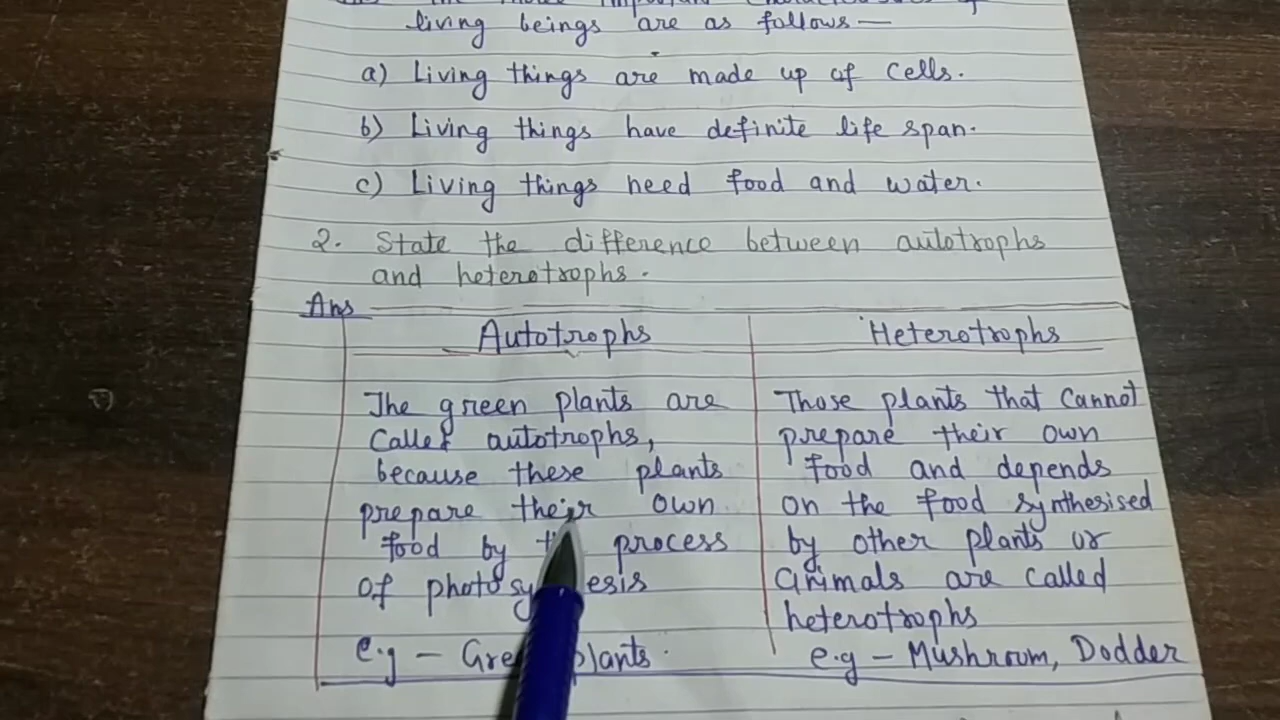 living beings are as follows —
a) Living things are made up of cells.
b) Living things have definite life span.
c) Living things need food and water.
2. State the difference between autotrophs
and heterotrophs.
Ans
Autotrophs
The green plants are
called autotrophs,
because these plants
prepare their own
food by process
of
e.g – plants.
Heterotrophs
Those plants that cannot
prepare their own
food and depends
on the food synthesised
by other plants or
animals are called
heterotrophs
e.g – Mushroom, Dodder